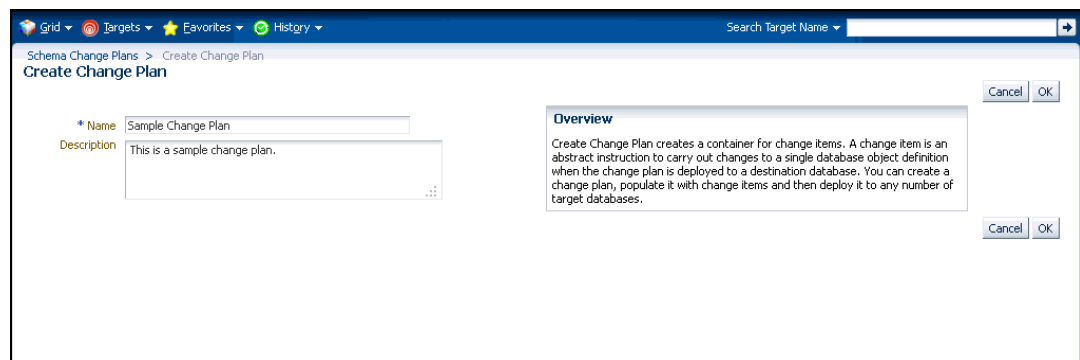 Grid Targets Favorites History Search Target Name
Schema Change Plans > Create Change Plan
Create Change Plan
Cancel OK
* Name Sample Change Plan
Description This is a sample change plan.
Overview
Create Change Plan creates a container for change items. A change item is an
abstract instruction to carry out changes to a single database object definition
when the change plan is deployed to a destination database. You can create a
change plan, populate it with change items and then deploy it to any number of
target databases.
Cancel OK